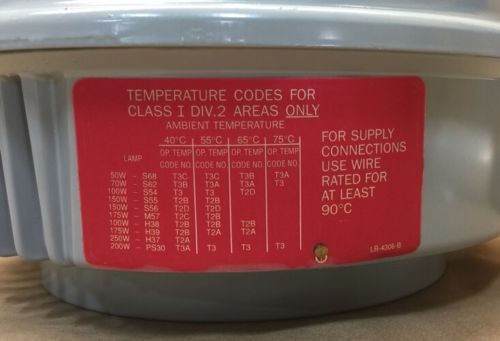 TEMPERATURE CODES FOR
CLASS I DIV.2 AREAS ONLY
AMBIENT TEMPERATURE
40°C 55°C 65°C 75°C
LAMP OP. TEMP CODE NO. OP. TEMP CODE NO. OP. TEMP CODE NO. OP. TEMP CODE NO.
50W - S68 T3C T3C T3B T3A
70W - S62 T3B T3A T3A T3
100W - S54 T3 T3 T2D
150W - S55 T2B T2B
150W - S56 T2D T2D
175W - M57 T2C T2B
100W - H38 T2B T2B T2B
175W - H39 T2B T2B T2A
250W - H37 T2A T2A
200W - PS30 T3A T3 T3 T3
FOR SUPPLY
CONNECTIONS
USE WIRE
RATED FOR
AT LEAST
90°C
LB-4306-B